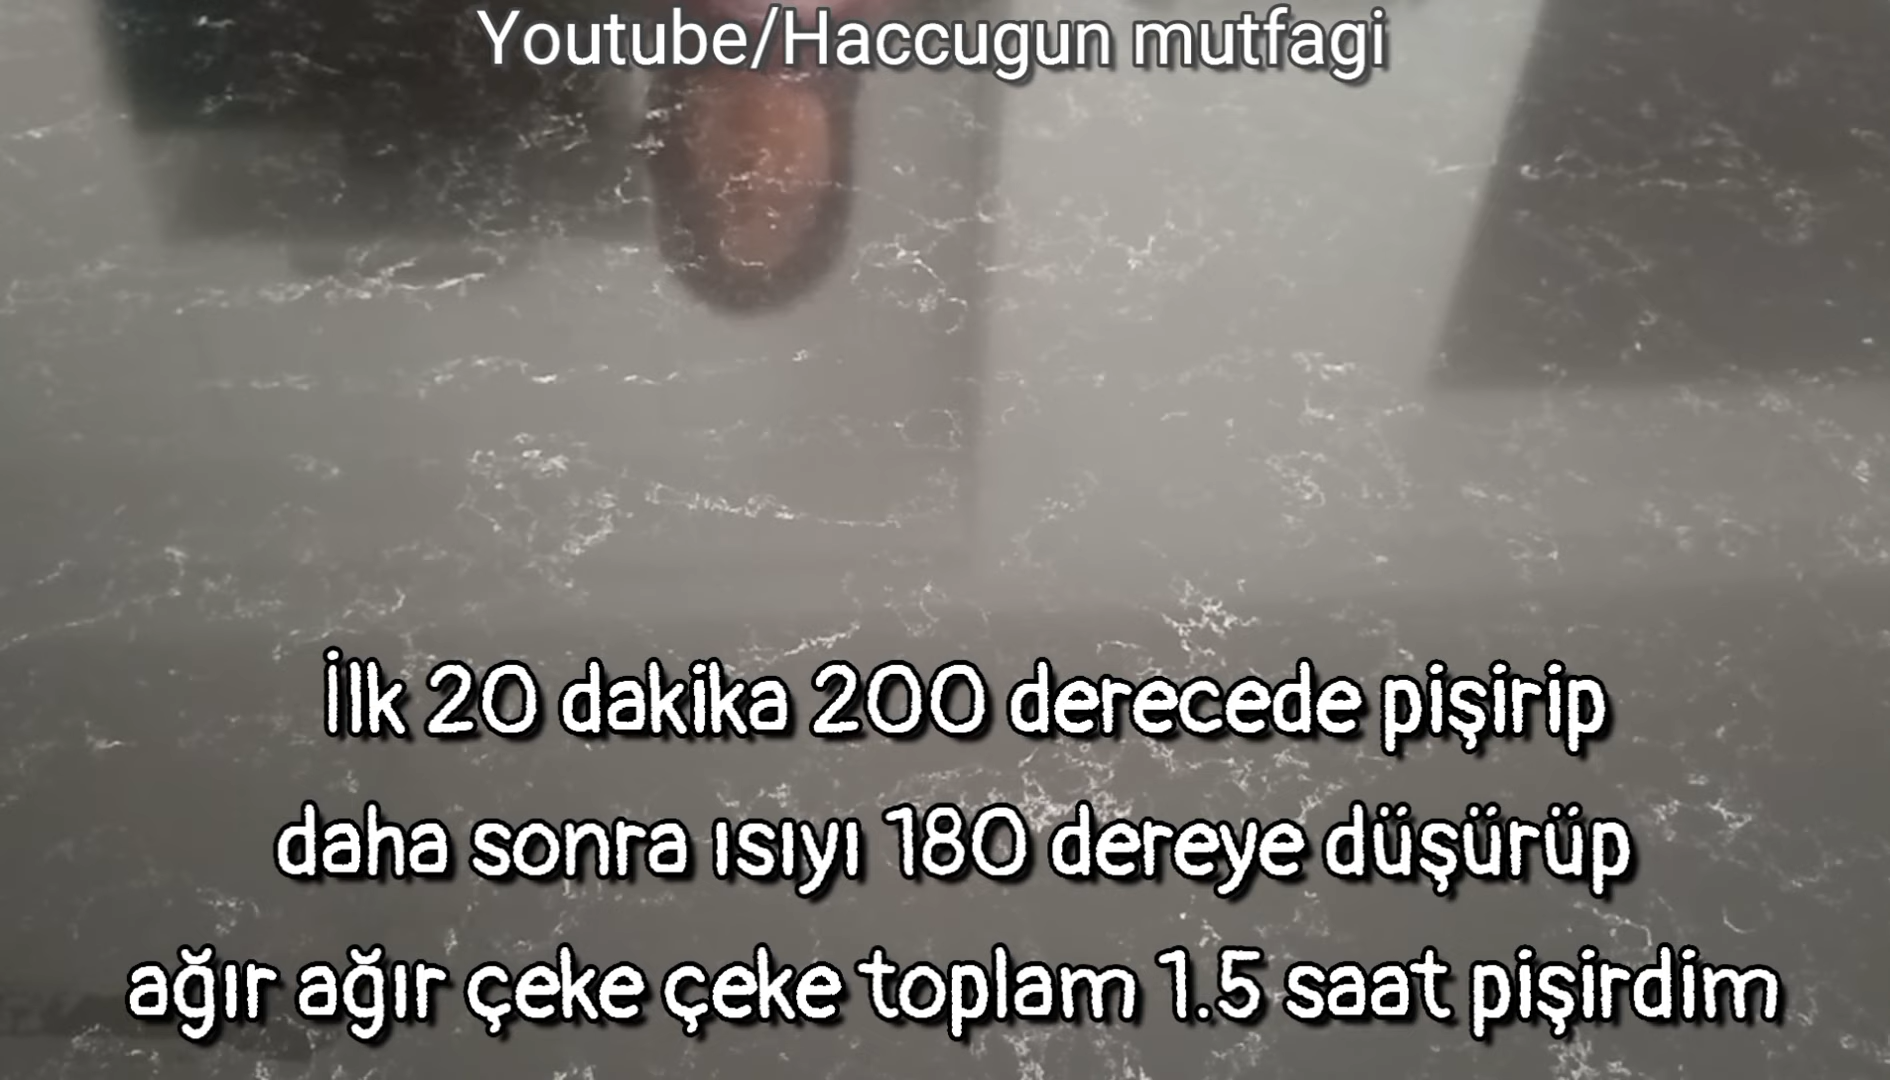 Youtube/Haccugun mutfagi
İlk 20 dakika 200 derecede pişirip
daha sonra ısıyı 180 dereye düşürüp
ağır ağır çeke çeke toplam 1.5 saat pişirdim